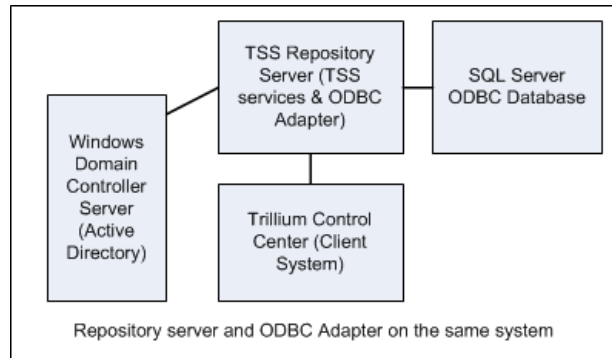 TSS Repository
Server (TSS
services & ODBC
Adapter)
SQL Server
ODBC Database
Windows
Domain
Controller
Server
(Active
Directory)
Trillium Control
Center (Client
System)
Repository server and ODBC Adapter on the same system